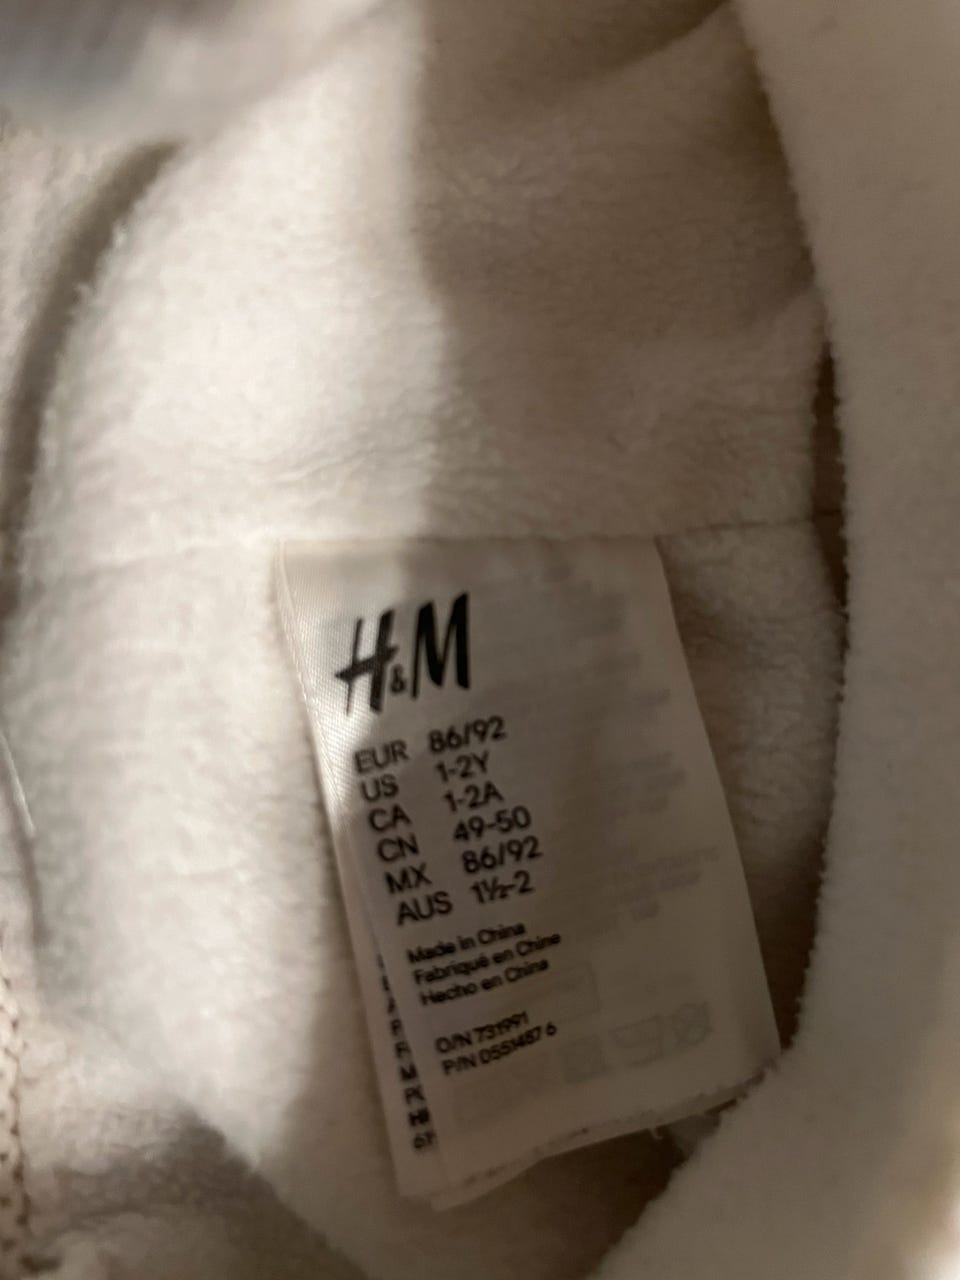 H&M
EUR 86/92
US 1-2Y
CA 1-2A
CN 49-50
MX 86/92
AUS 1½-2
Made in China
Fabriqué en Chine
Hecho en China
O/N 731991
P/N 0551487 6